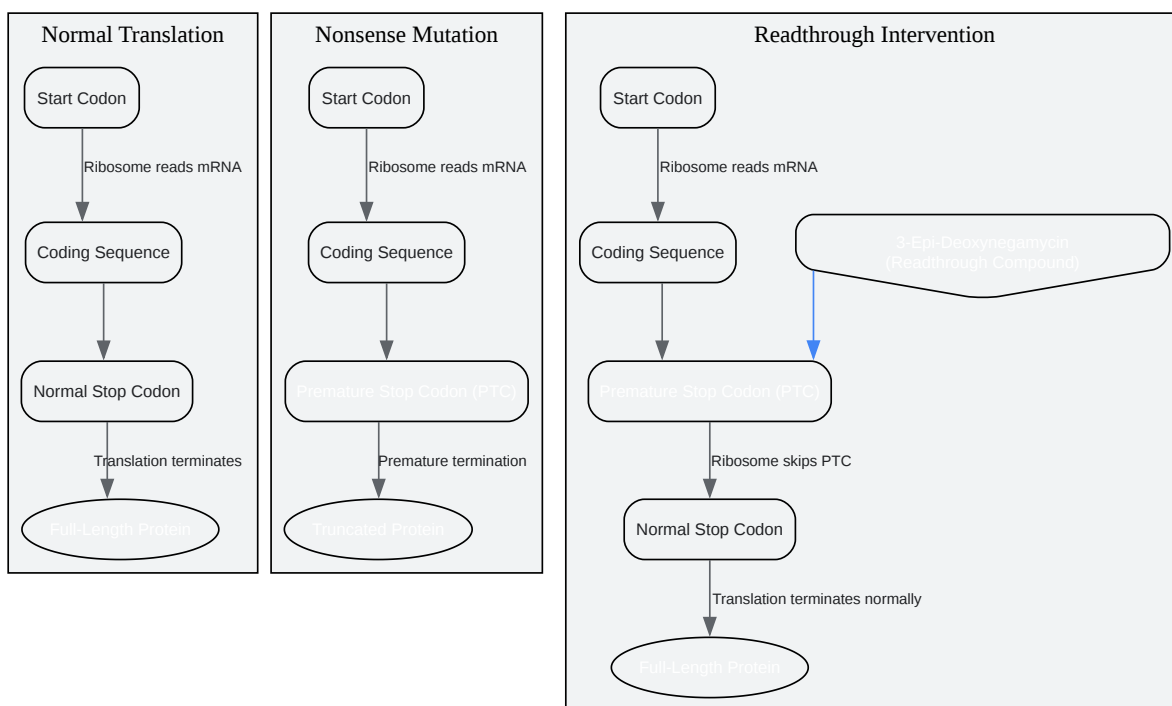 Normal Translation
Start Codon
Ribosome reads mRNA
Coding Sequence
Normal Stop Codon
Translation terminates
Full-Length Protein
Nonsense Mutation
Start Codon
Ribosome reads mRNA
Coding Sequence
Premature Stop Codon (PTC)
Premature termination
Truncated Protein
Readthrough Intervention
Start Codon
Ribosome reads mRNA
Coding Sequence
3-Epi-Deoxynegamycin
(Readthrough Compound)
Premature Stop Codon (PTC)
Ribosome skips PTC
Normal Stop Codon
Translation terminates normally
Full-Length Protein